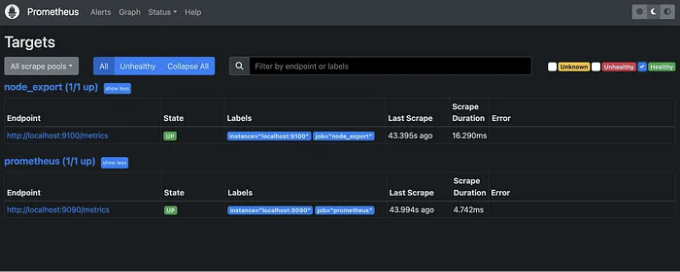 Prometheus Alerts Graph Status Help
Targets
All scrape pools All Unhealthy Collapse All Filter by endpoint or labels Unknown Unhealthy Healthy
node_export (1/1 up) show less
Endpoint State Labels Last Scrape Scrape Duration Error
http://localhost:9100/metrics UP instance="localhost:9100" job="node_export" 43.395s ago 16.290ms
prometheus (1/1 up) show less
Endpoint State Labels Last Scrape Scrape Duration Error
http://localhost:9090/metrics UP instance="localhost:9090" job="prometheus" 43.994s ago 4.742ms